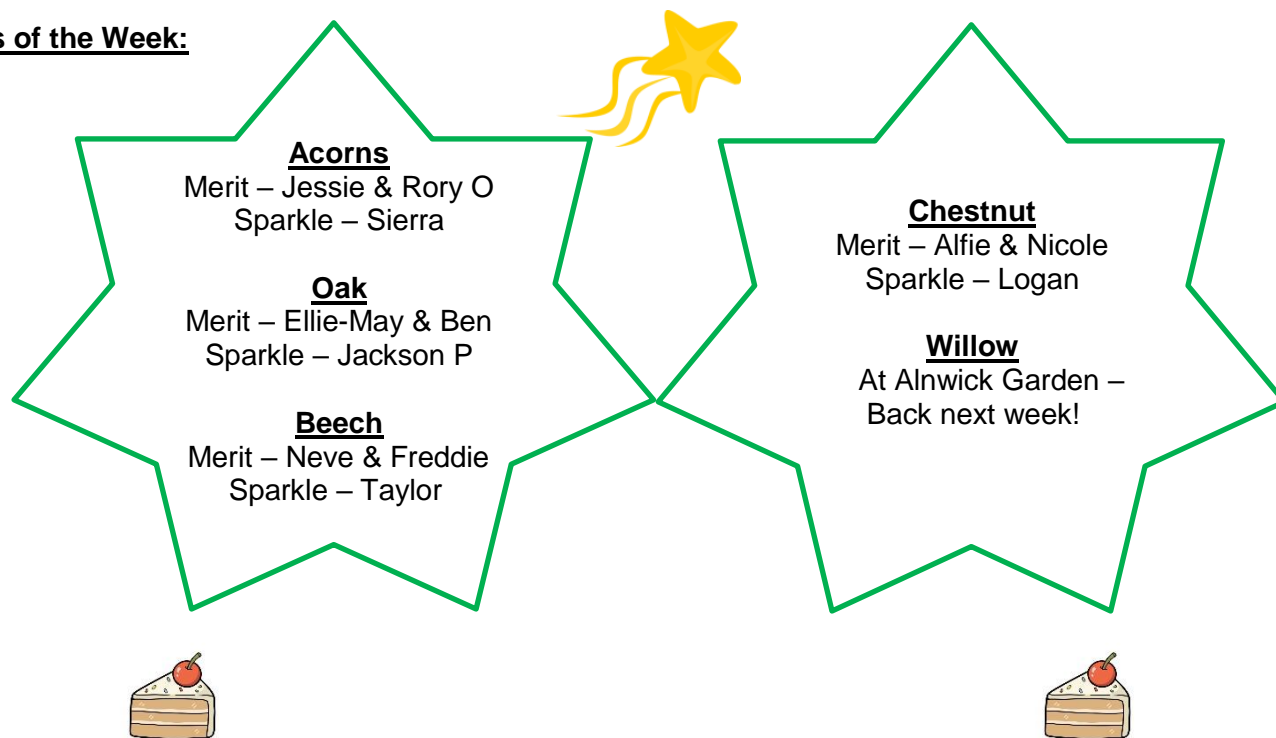 of the Week:
Acorns
Merit – Jessie & Rory O
Sparkle – Sierra
Oak
Merit – Ellie-May & Ben
Sparkle – Jackson P
Beech
Merit – Neve & Freddie
Sparkle – Taylor
Chestnut
Merit – Alfie & Nicole
Sparkle – Logan
Willow
At Alnwick Garden –
Back next week!